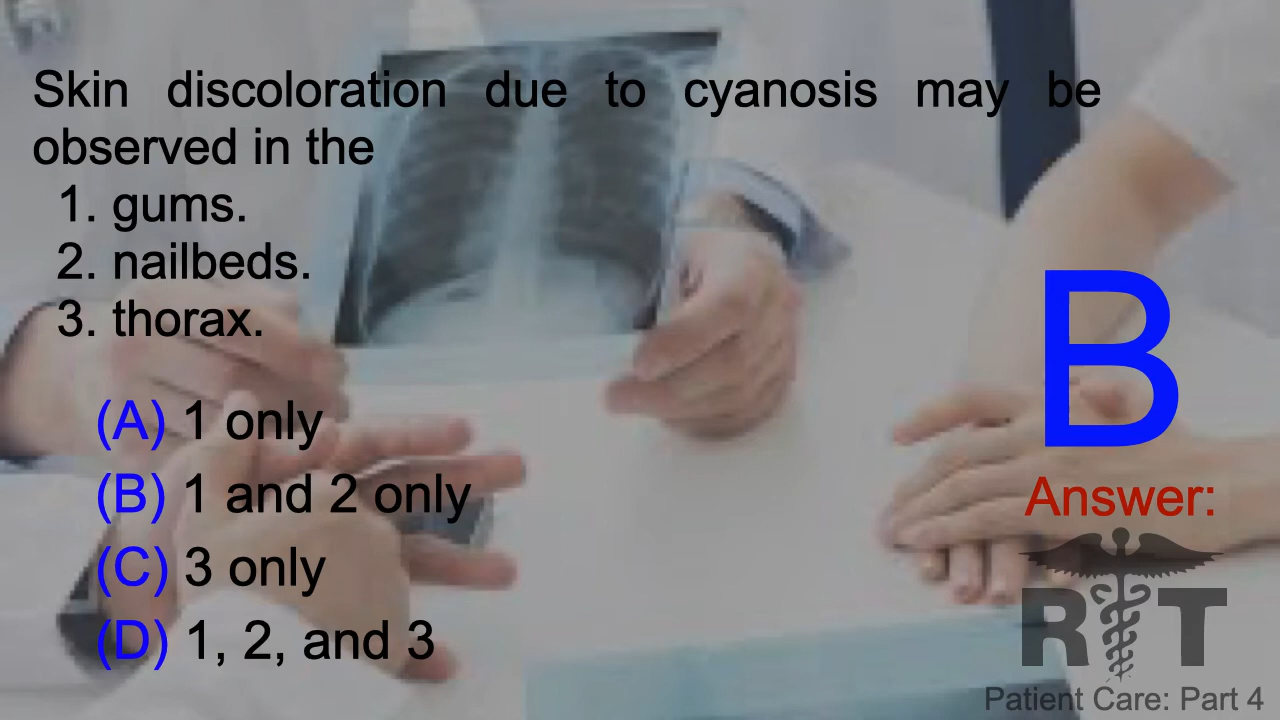 Skin discoloration due to cyanosis may be
observed in the
1. gums.
2. nailbeds.
3. thorax.
(A) 1 only
(B) 1 and 2 only
(C) 3 only
(D) 1, 2, and 3
B
Answer:
R T
Patient Care: Part 4